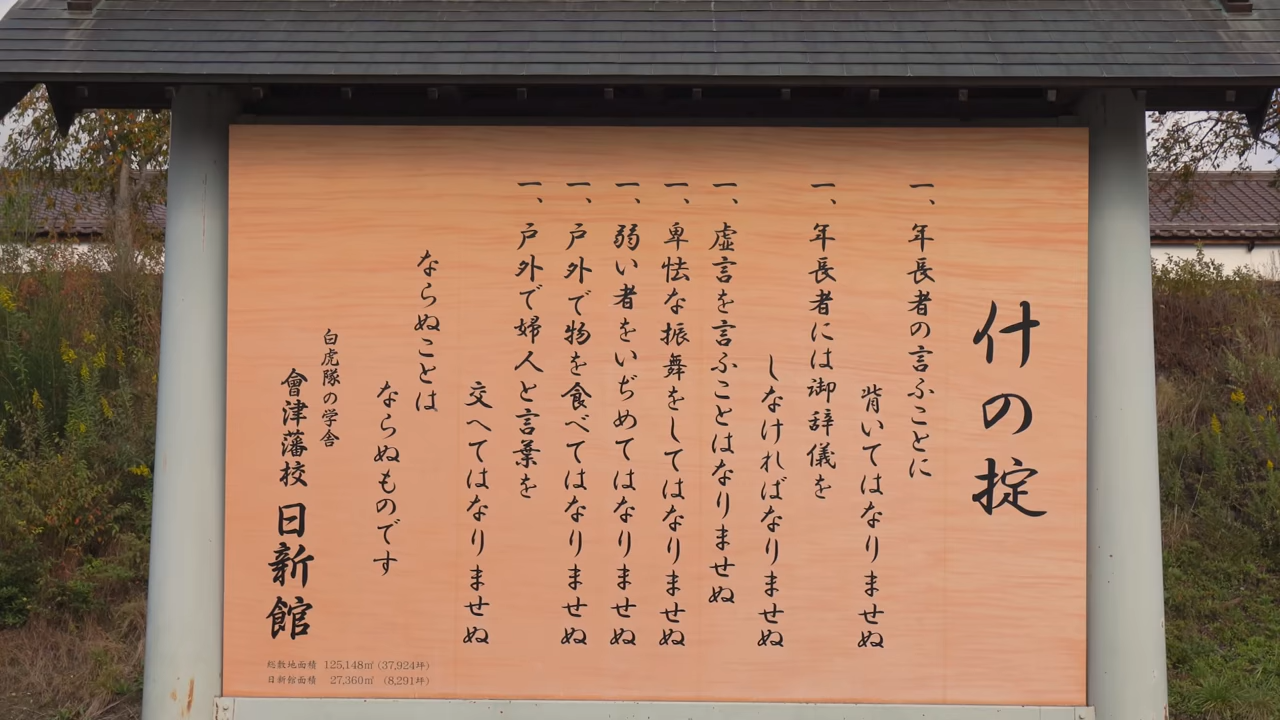 什の掟
一、年長者の言ふことに
背いてはなりませぬ
一、年長者には御辞儀を
しなければなりませぬ
一、虚言を言ふことはなりませぬ
一、卑怯な振舞をしてはなりませぬ
一、弱い者をいぢめてはなりませぬ
一、戸外で物を食べてはなりませぬ
一、戸外で婦人と言葉を
交へてはなりませぬ
ならぬことは
ならぬものです
白虎隊の学舎
會津藩校 日新館
総敷地面積 125,148㎡ (37,924坪)
日新館面積 27,360㎡ (8,291坪)